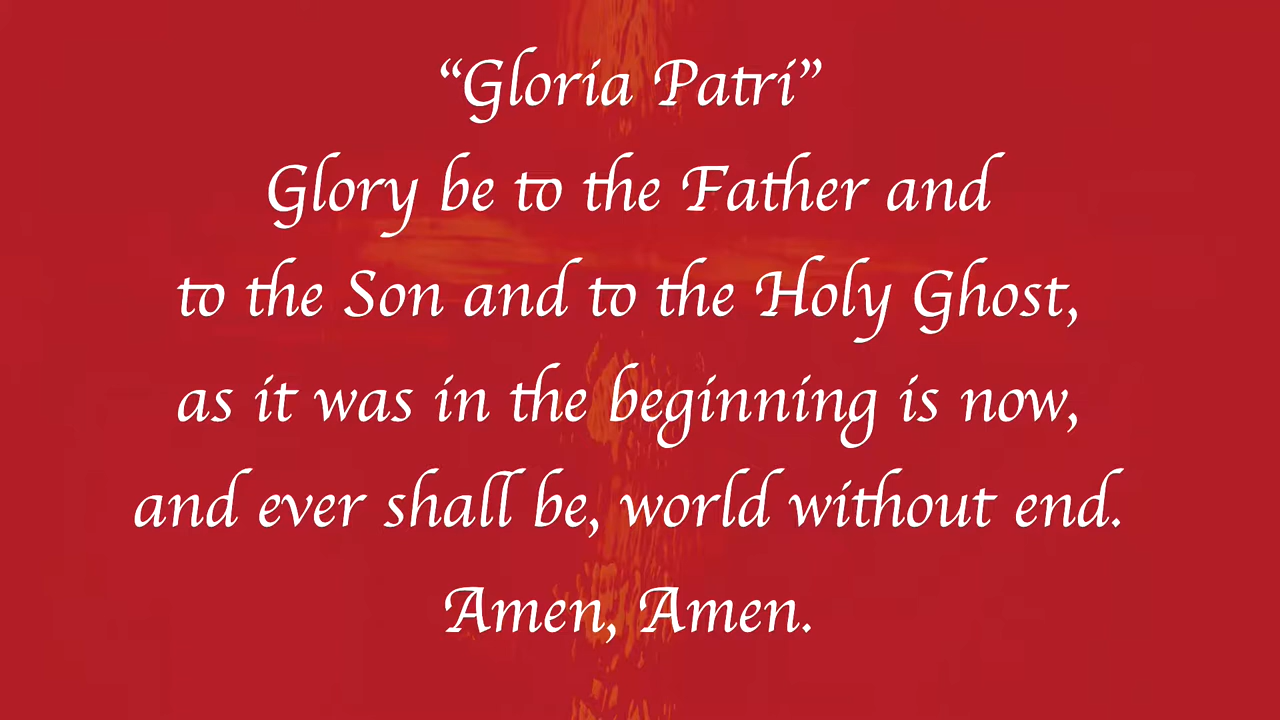 “Gloria Patri”
Glory be to the Father and
to the Son and to the Holy Ghost,
as it was in the beginning is now,
and ever shall be, world without end.
Amen, Amen.